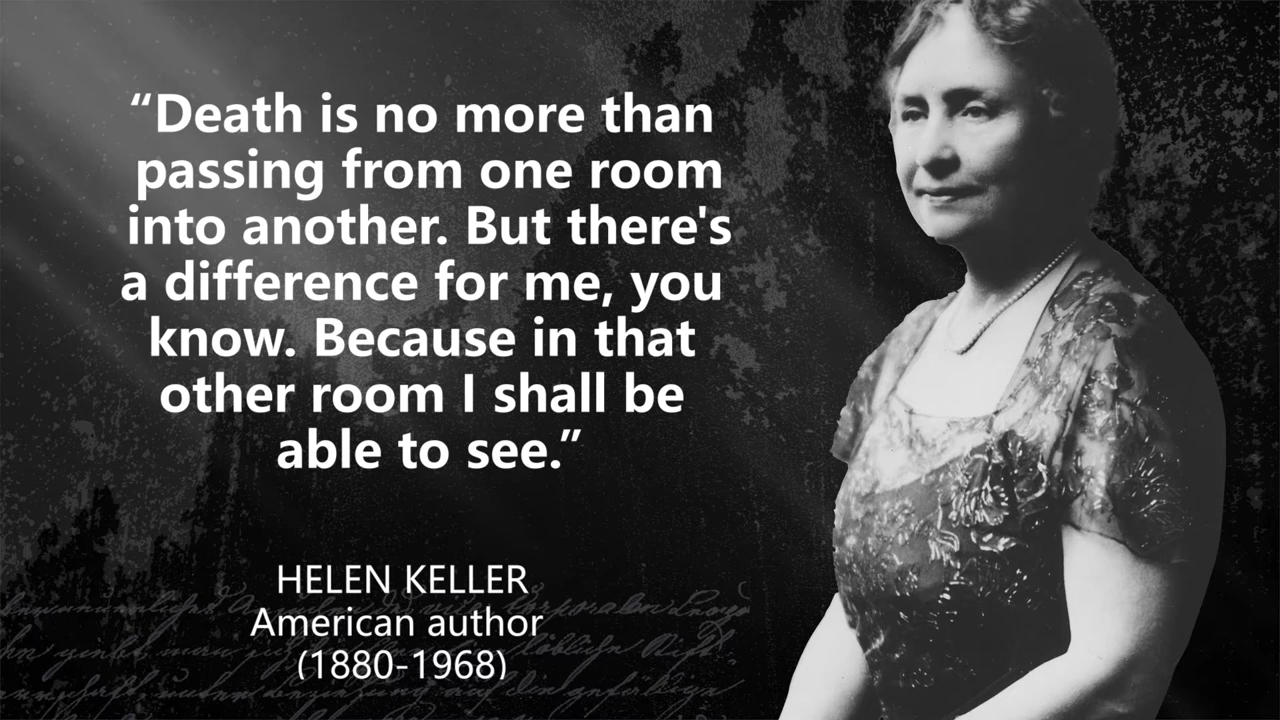 “Death is no more than
passing from one room
into another. But there's
a difference for me, you
know. Because in that
other room I shall be
able to see.”
HELEN KELLER
American author
(1880-1968)